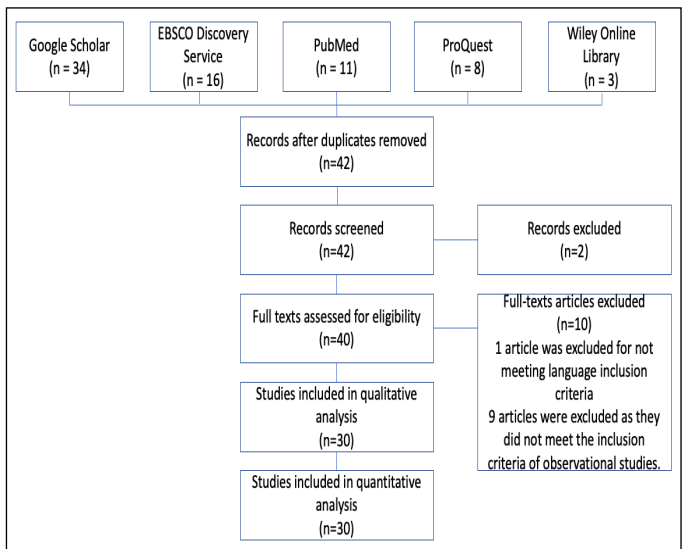 Google Scholar
(n = 34)
EBSCO Discovery
Service
(n = 16)
PubMed
(n = 11)
ProQuest
(n = 8)
Wiley Online
Library
(n = 3)
Records after duplicates removed
(n=42)
Records screened
(n=42)
Records excluded
(n=2)
Full texts assessed for eligibility
(n=40)
Full-texts articles excluded
(n=10)
1 article was excluded for not
meeting language inclusion
criteria
9 articles were excluded as they
did not meet the inclusion
criteria of observational studies.
Studies included in qualitative
analysis
(n=30)
Studies included in quantitative
analysis
(n=30)